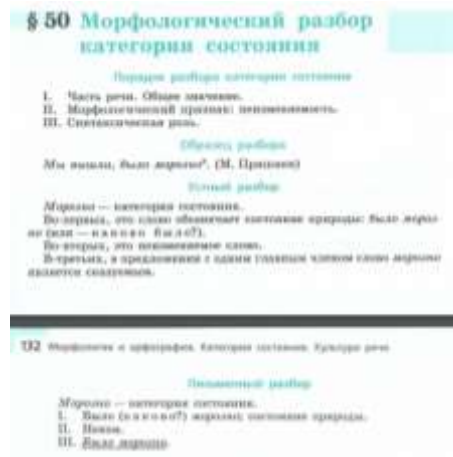 § 50 Морфологический разбор
категории состояния
Порядок разбора категории состояния
I. Часть речи. Общее значение.
II. Морфологический признак: неизменяемость.
III. Синтаксическая роль.
Образец разбора
Мы вышли, было морозно³. (М. Пришвин)
Устный разбор
Морозно — категория состояния.
Во-первых, это слово обозначает состояние природы: было мороз-
но (или — каково было?).
Во-вторых, это неизменяемое слово.
В-третьих, в предложении с одним главным членом слово морозно
является сказуемым.
132 Морфология и орфография. Категория состояния. Культура речи
Письменный разбор
Морозно — категория состояния.
I. Было (каково?) морозно; состояние природы.
II. Неизм.
III. Было морозно.